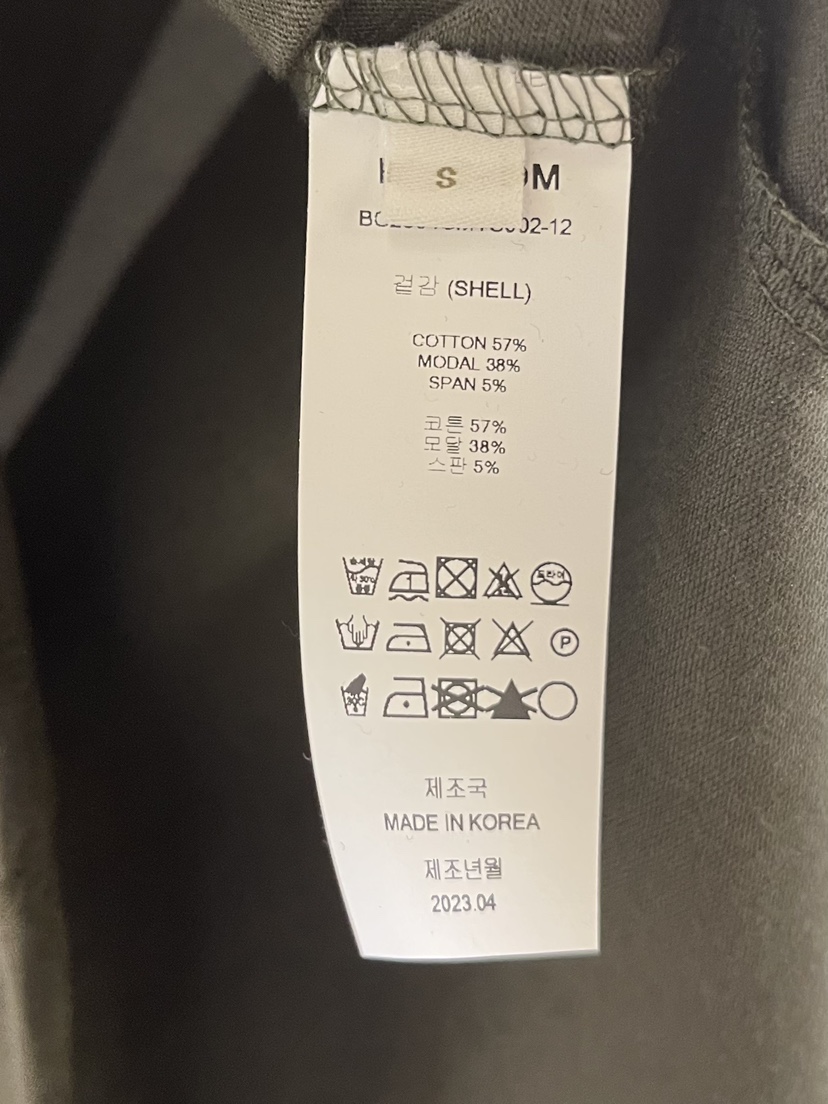 S
02-12
겉감 (SHELL)
COTTON 57%
MODAL 38%
SPAN 5%
코튼 57%
모달 38%
스판 5%
드라이
P
제조국
MADE IN KOREA
제조년월
2023.04